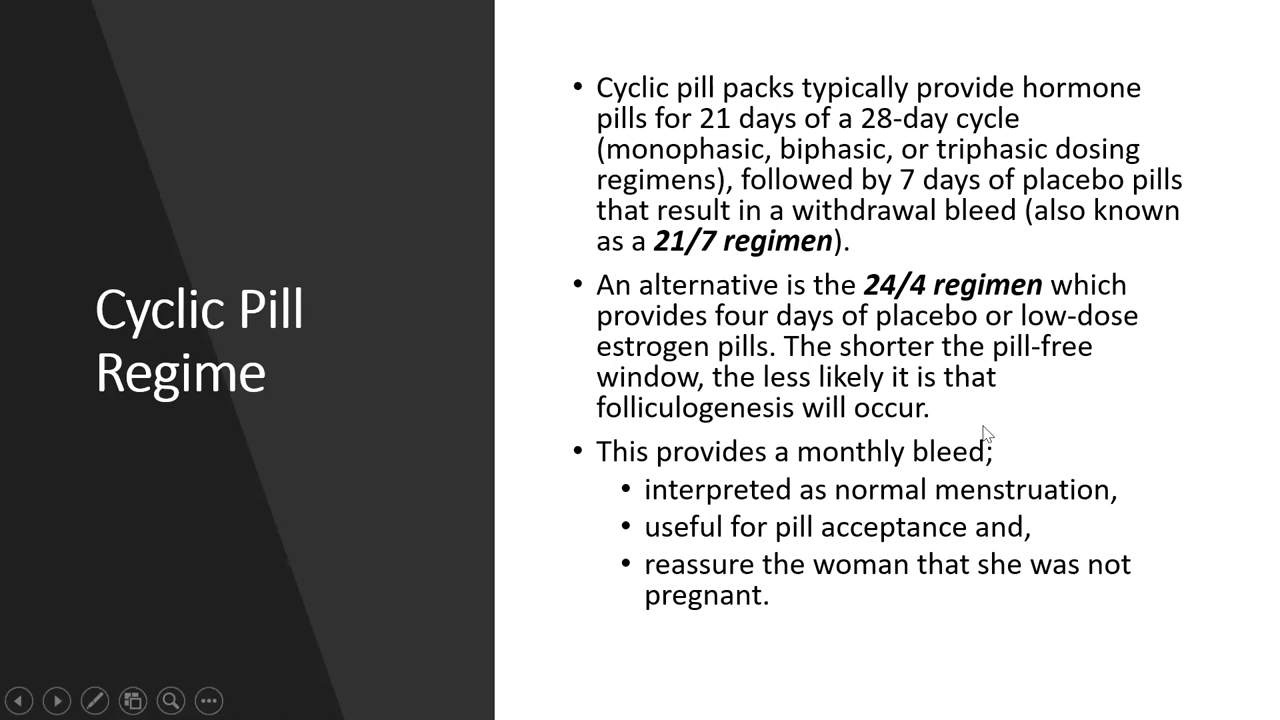 Cyclic Pill
Regime
• Cyclic pill packs typically provide hormone
pills for 21 days of a 28-day cycle
(monophasic, biphasic, or triphasic dosing
regimens), followed by 7 days of placebo pills
that result in a withdrawal bleed (also known
as a 21/7 regimen).
• An alternative is the 24/4 regimen which
provides four days of placebo or low-dose
estrogen pills. The shorter the pill-free
window, the less likely it is that
folliculogenesis will occur.
• This provides a monthly bleed;
• interpreted as normal menstruation,
• useful for pill acceptance and,
• reassure the woman that she was not
pregnant.